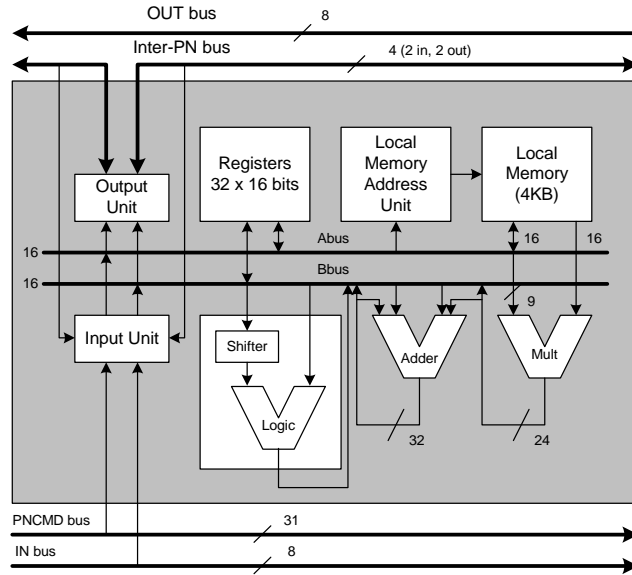 OUT bus
8
Inter-PN bus
4 (2 in, 2 out)
Output
Unit
Registers
32 x 16 bits
Local
Memory
Address
Unit
Local
Memory
(4KB)
16
Abus
16
16
16
Bbus
9
Input Unit
Shifter
Adder
Mult
Logic
32
24
PNCMD bus
31
IN bus
8